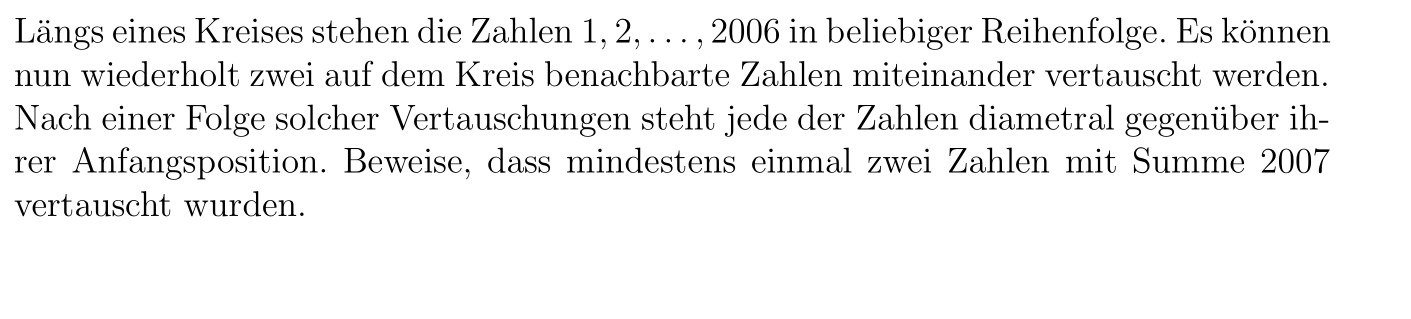 Längs eines Kreises stehen die Zahlen 1, 2, . . . , 2006 in beliebiger Reihenfolge. Es können
nun wiederholt zwei auf dem Kreis benachbarte Zahlen miteinander vertauscht werden.
Nach einer Folge solcher Vertauschungen steht jede der Zahlen diametral gegenüber ih-
rer Anfangsposition. Beweise, dass mindestens einmal zwei Zahlen mit Summe 2007
vertauscht wurden.